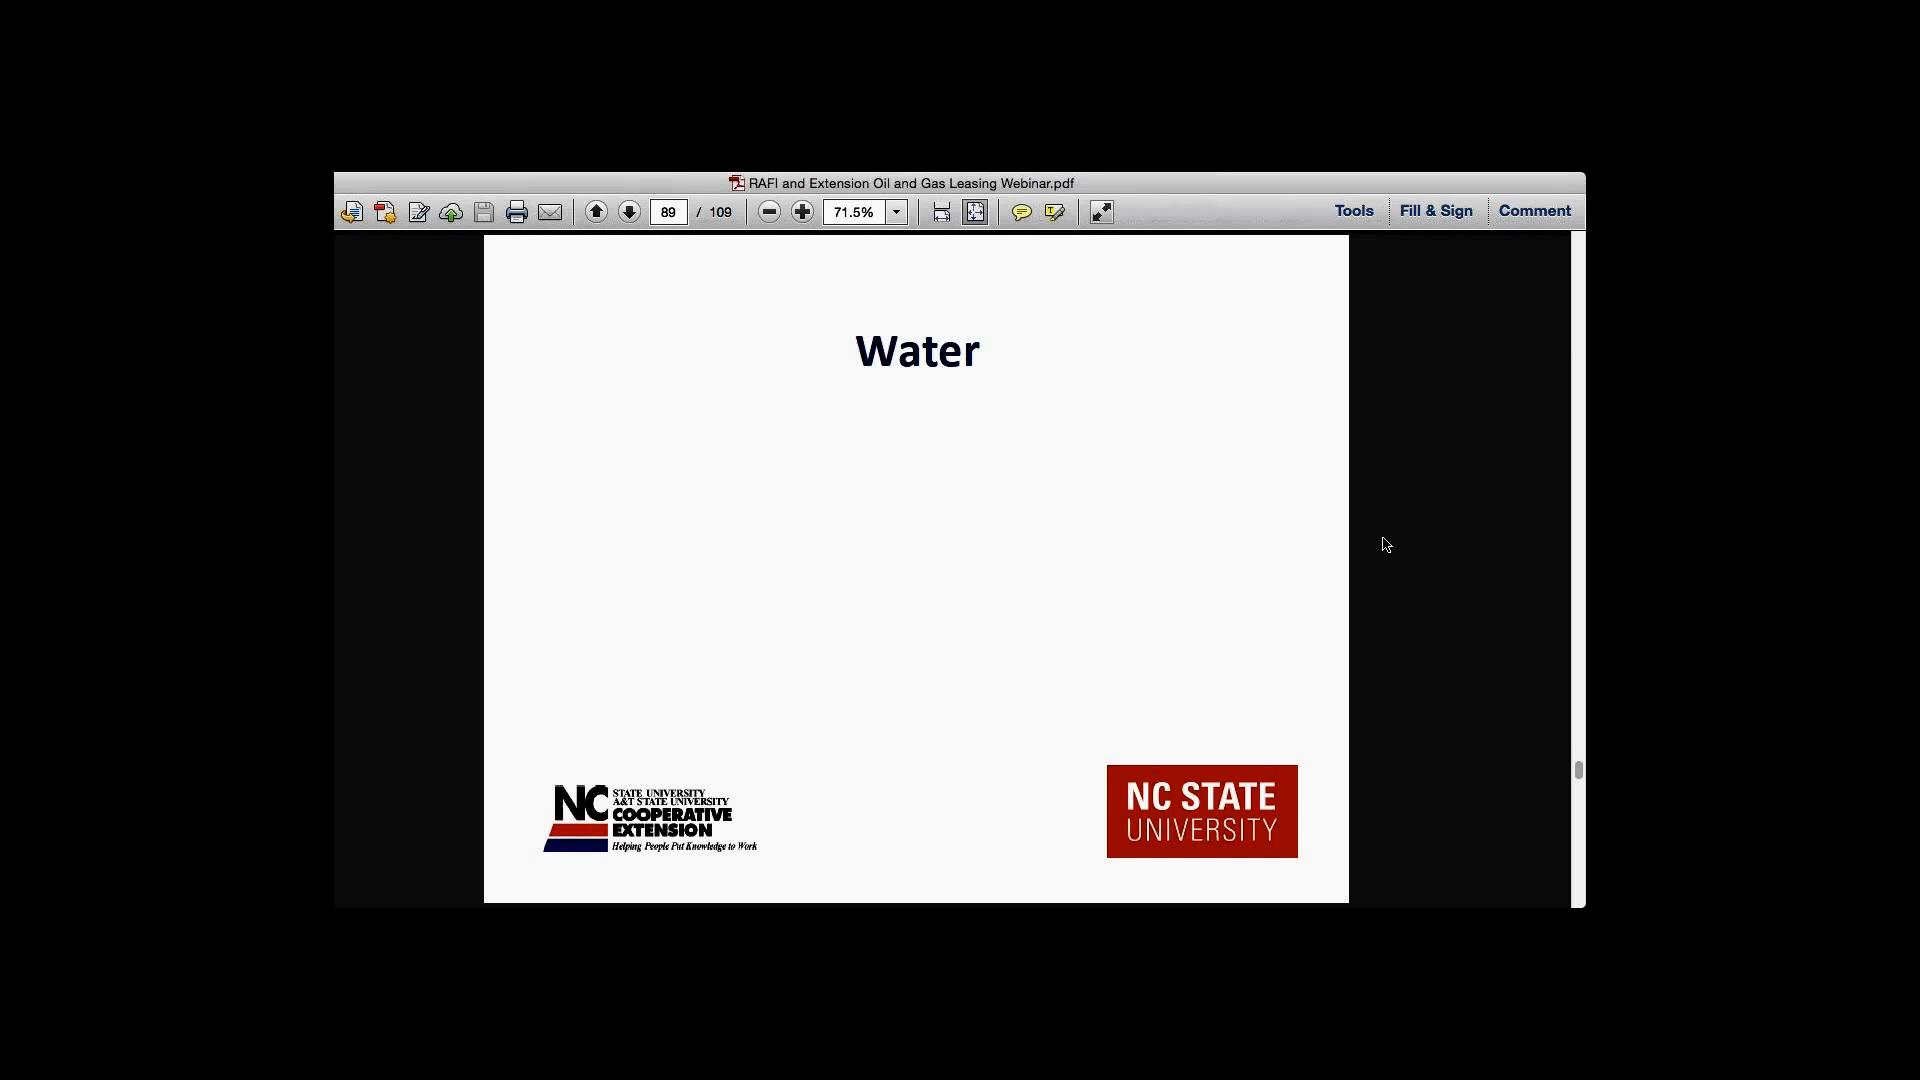 RAFI and Extension Oil and Gas Leasing Webinar.pdf
89 / 109 71.5% Tools Fill & Sign Comment
Water
NC STATE UNIVERSITY
A&T STATE UNIVERSITY
COOPERATIVE
EXTENSION
Helping People Put Knowledge to Work
NC STATE
UNIVERSITY